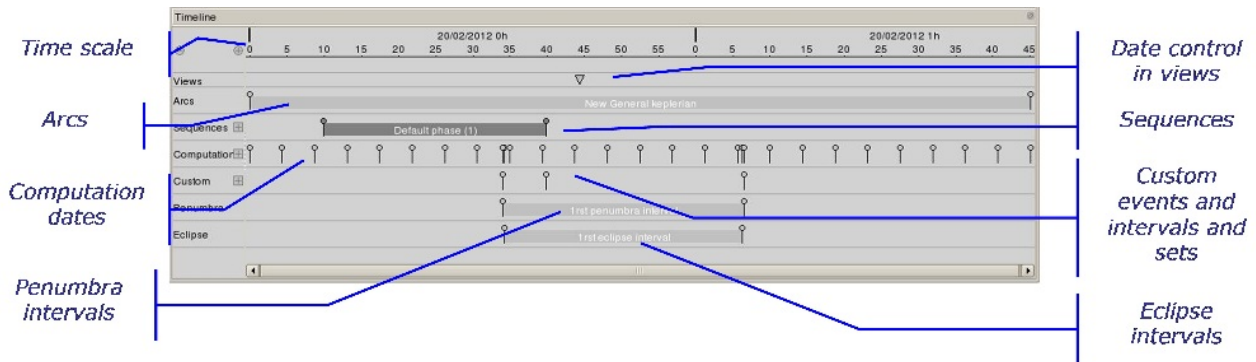 Timeline
20/02/2012 0h
20/02/2012 1h
0 5 10 15 20 25 30 35 40 45 50 55 0 5 10 15 20 25 30 35 40 45
Views
Arcs
New General keplerian
Sequences
Default phase (1)
Computation
Custom
Penumbra
1rst penumbra interval
Eclipse
1rst eclipse interval
Time scale
Arcs
Computation
dates
Penumbra
intervals
Date control
in views
Sequences
Custom
events and
intervals and
sets
Eclipse
intervals